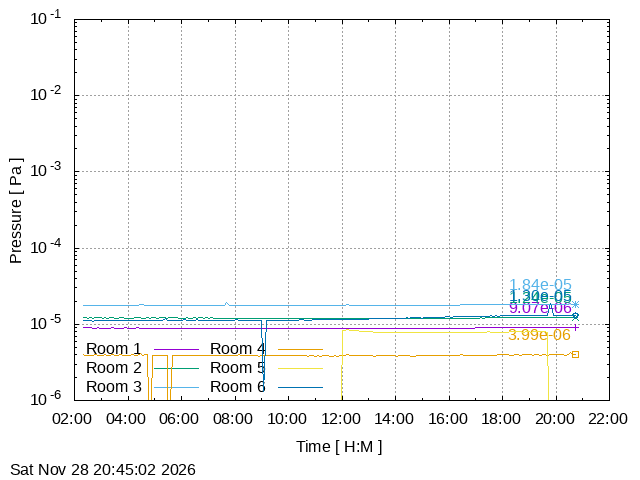 10^-1
10^-2
10^-3
10^-4
10^-5
10^-6
Pressure [ Pa ]
1.84e-05
9.07e-06
3.99e-06
Room 1 Room 4
Room 2 Room 5
Room 3 Room 6
02:00 04:00 06:00 08:00 10:00 12:00 14:00 16:00 18:00 20:00 22:00
Time [ H:M ]
Sat Nov 28 20:45:02 2026